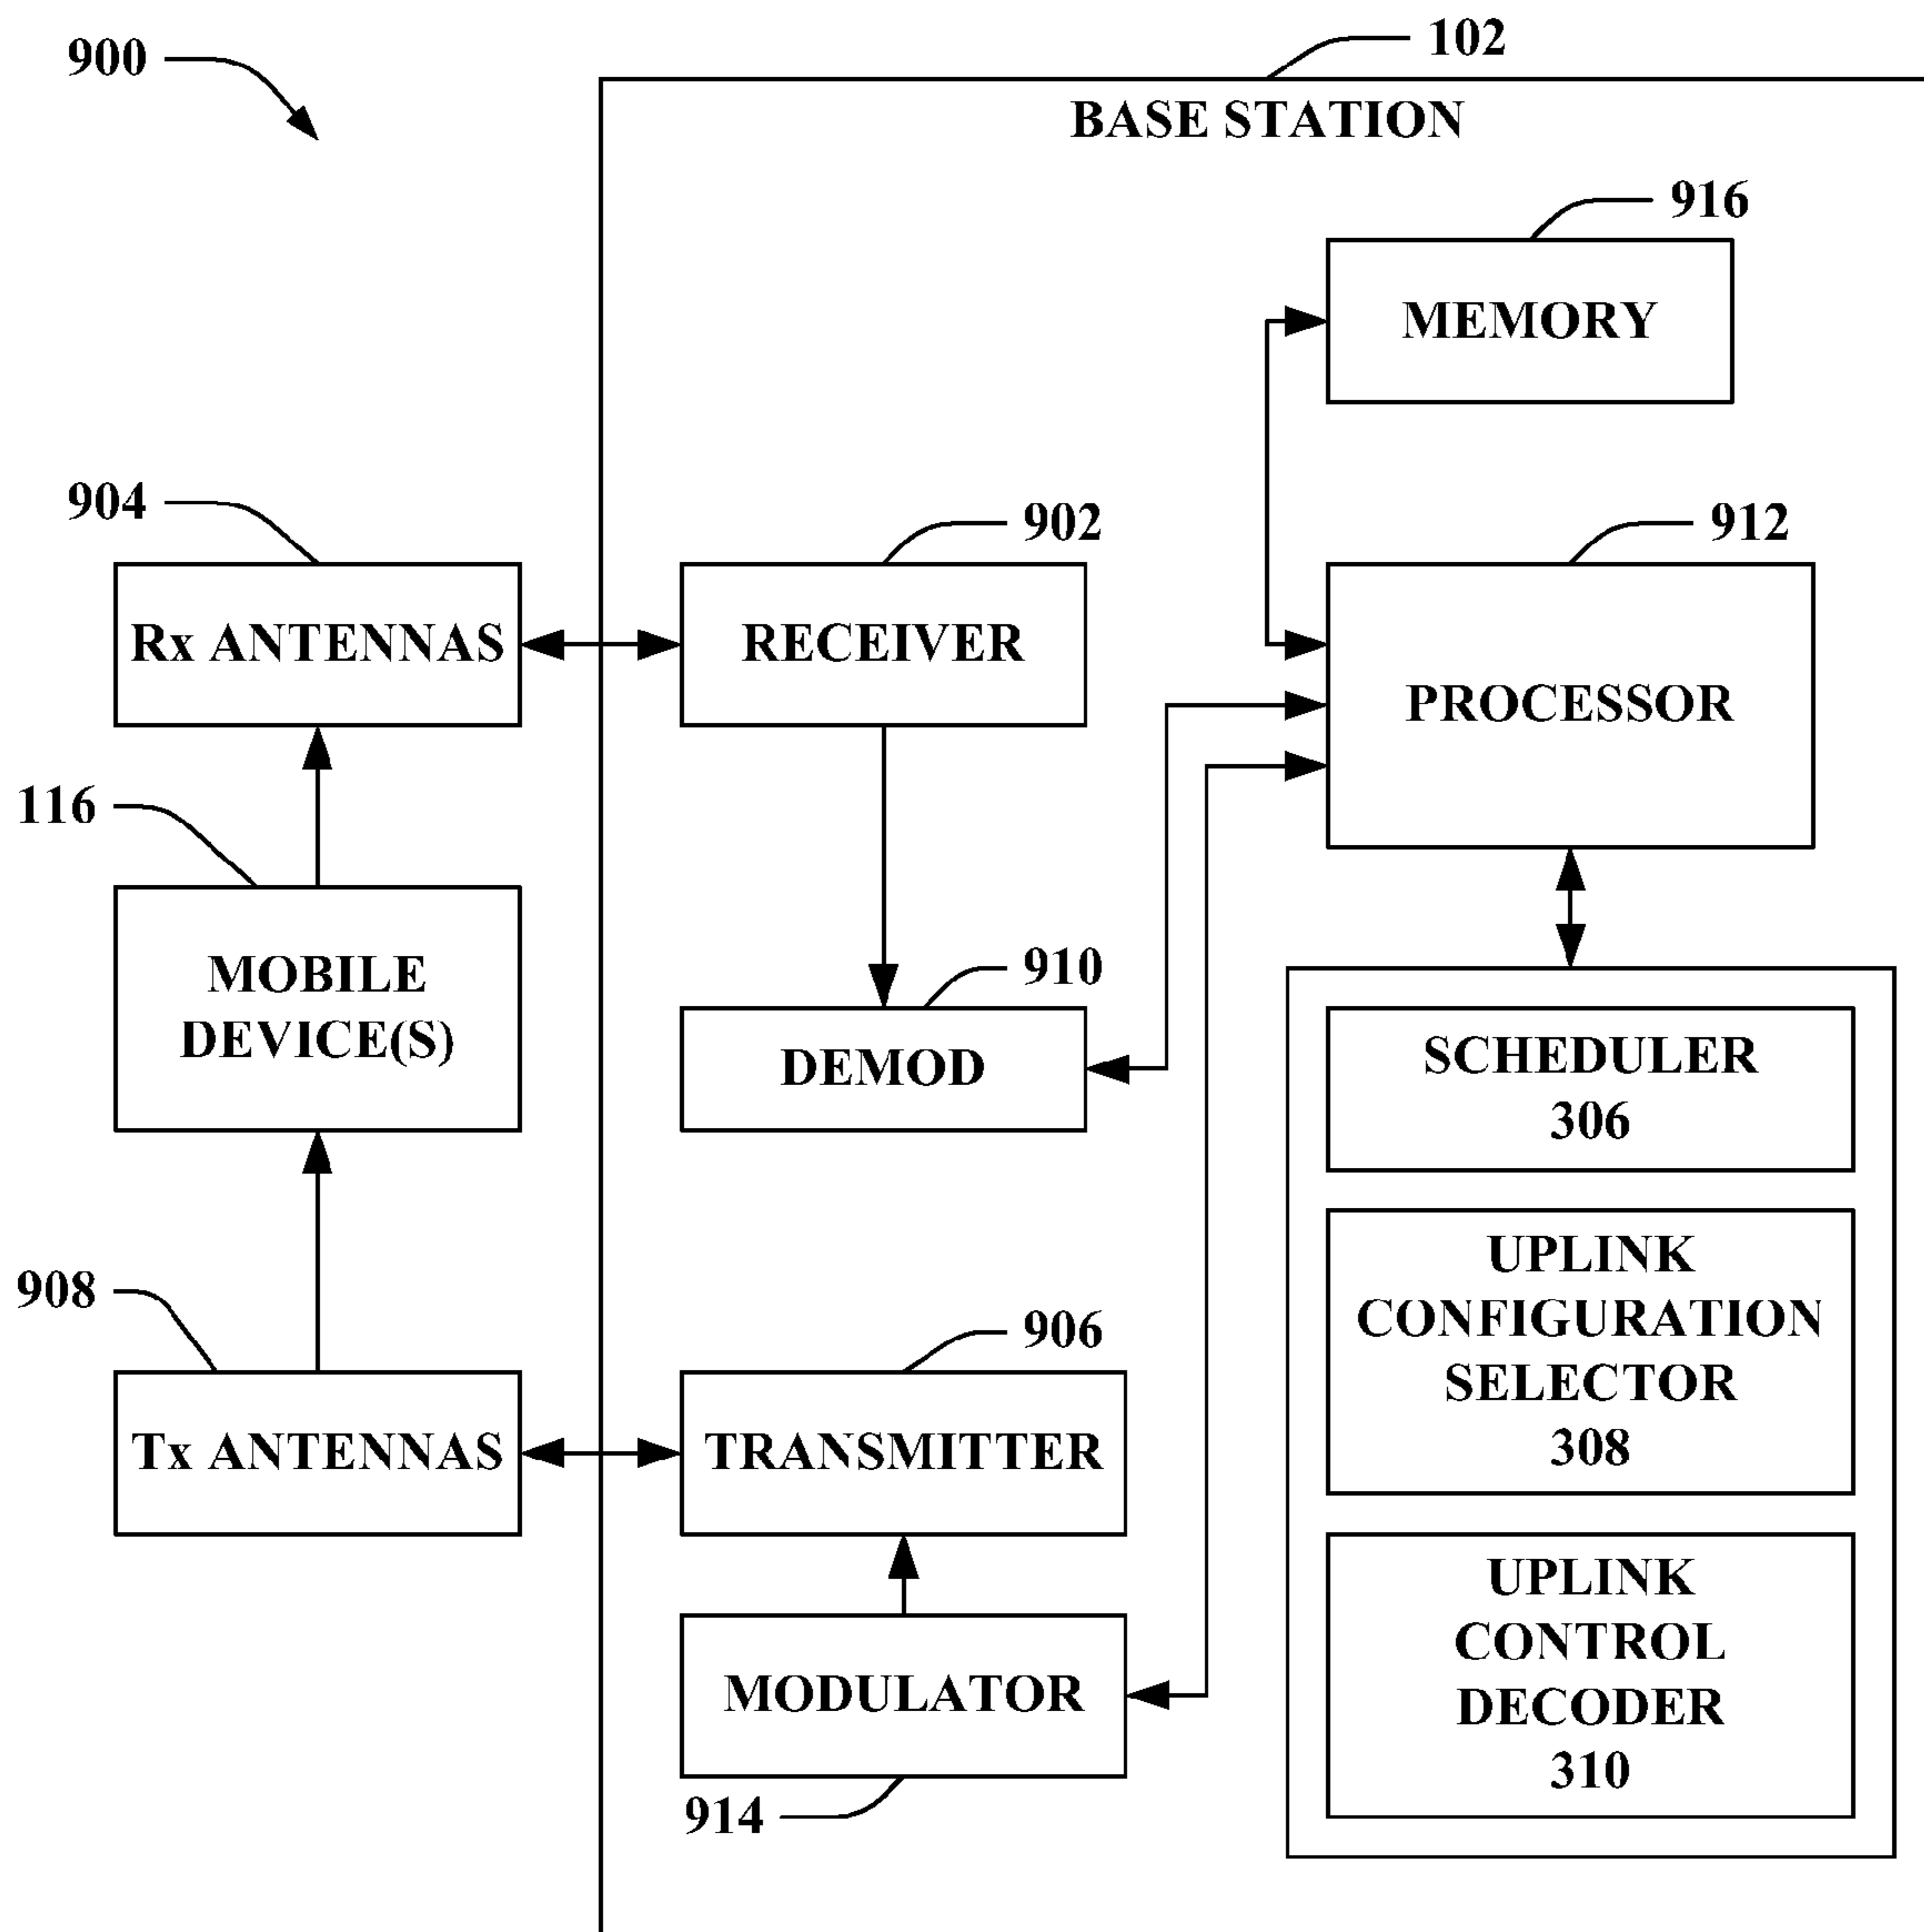 900
102
BASE STATION
916
MEMORY
904
902
912
Rx ANTENNAS
RECEIVER
PROCESSOR
116
MOBILE
DEVICE(S)
910
DEMOD
SCHEDULER
306
UPLINK
CONFIGURATION
SELECTOR
308
908
906
Tx ANTENNAS
TRANSMITTER
UPLINK
CONTROL
DECODER
310
MODULATOR
914